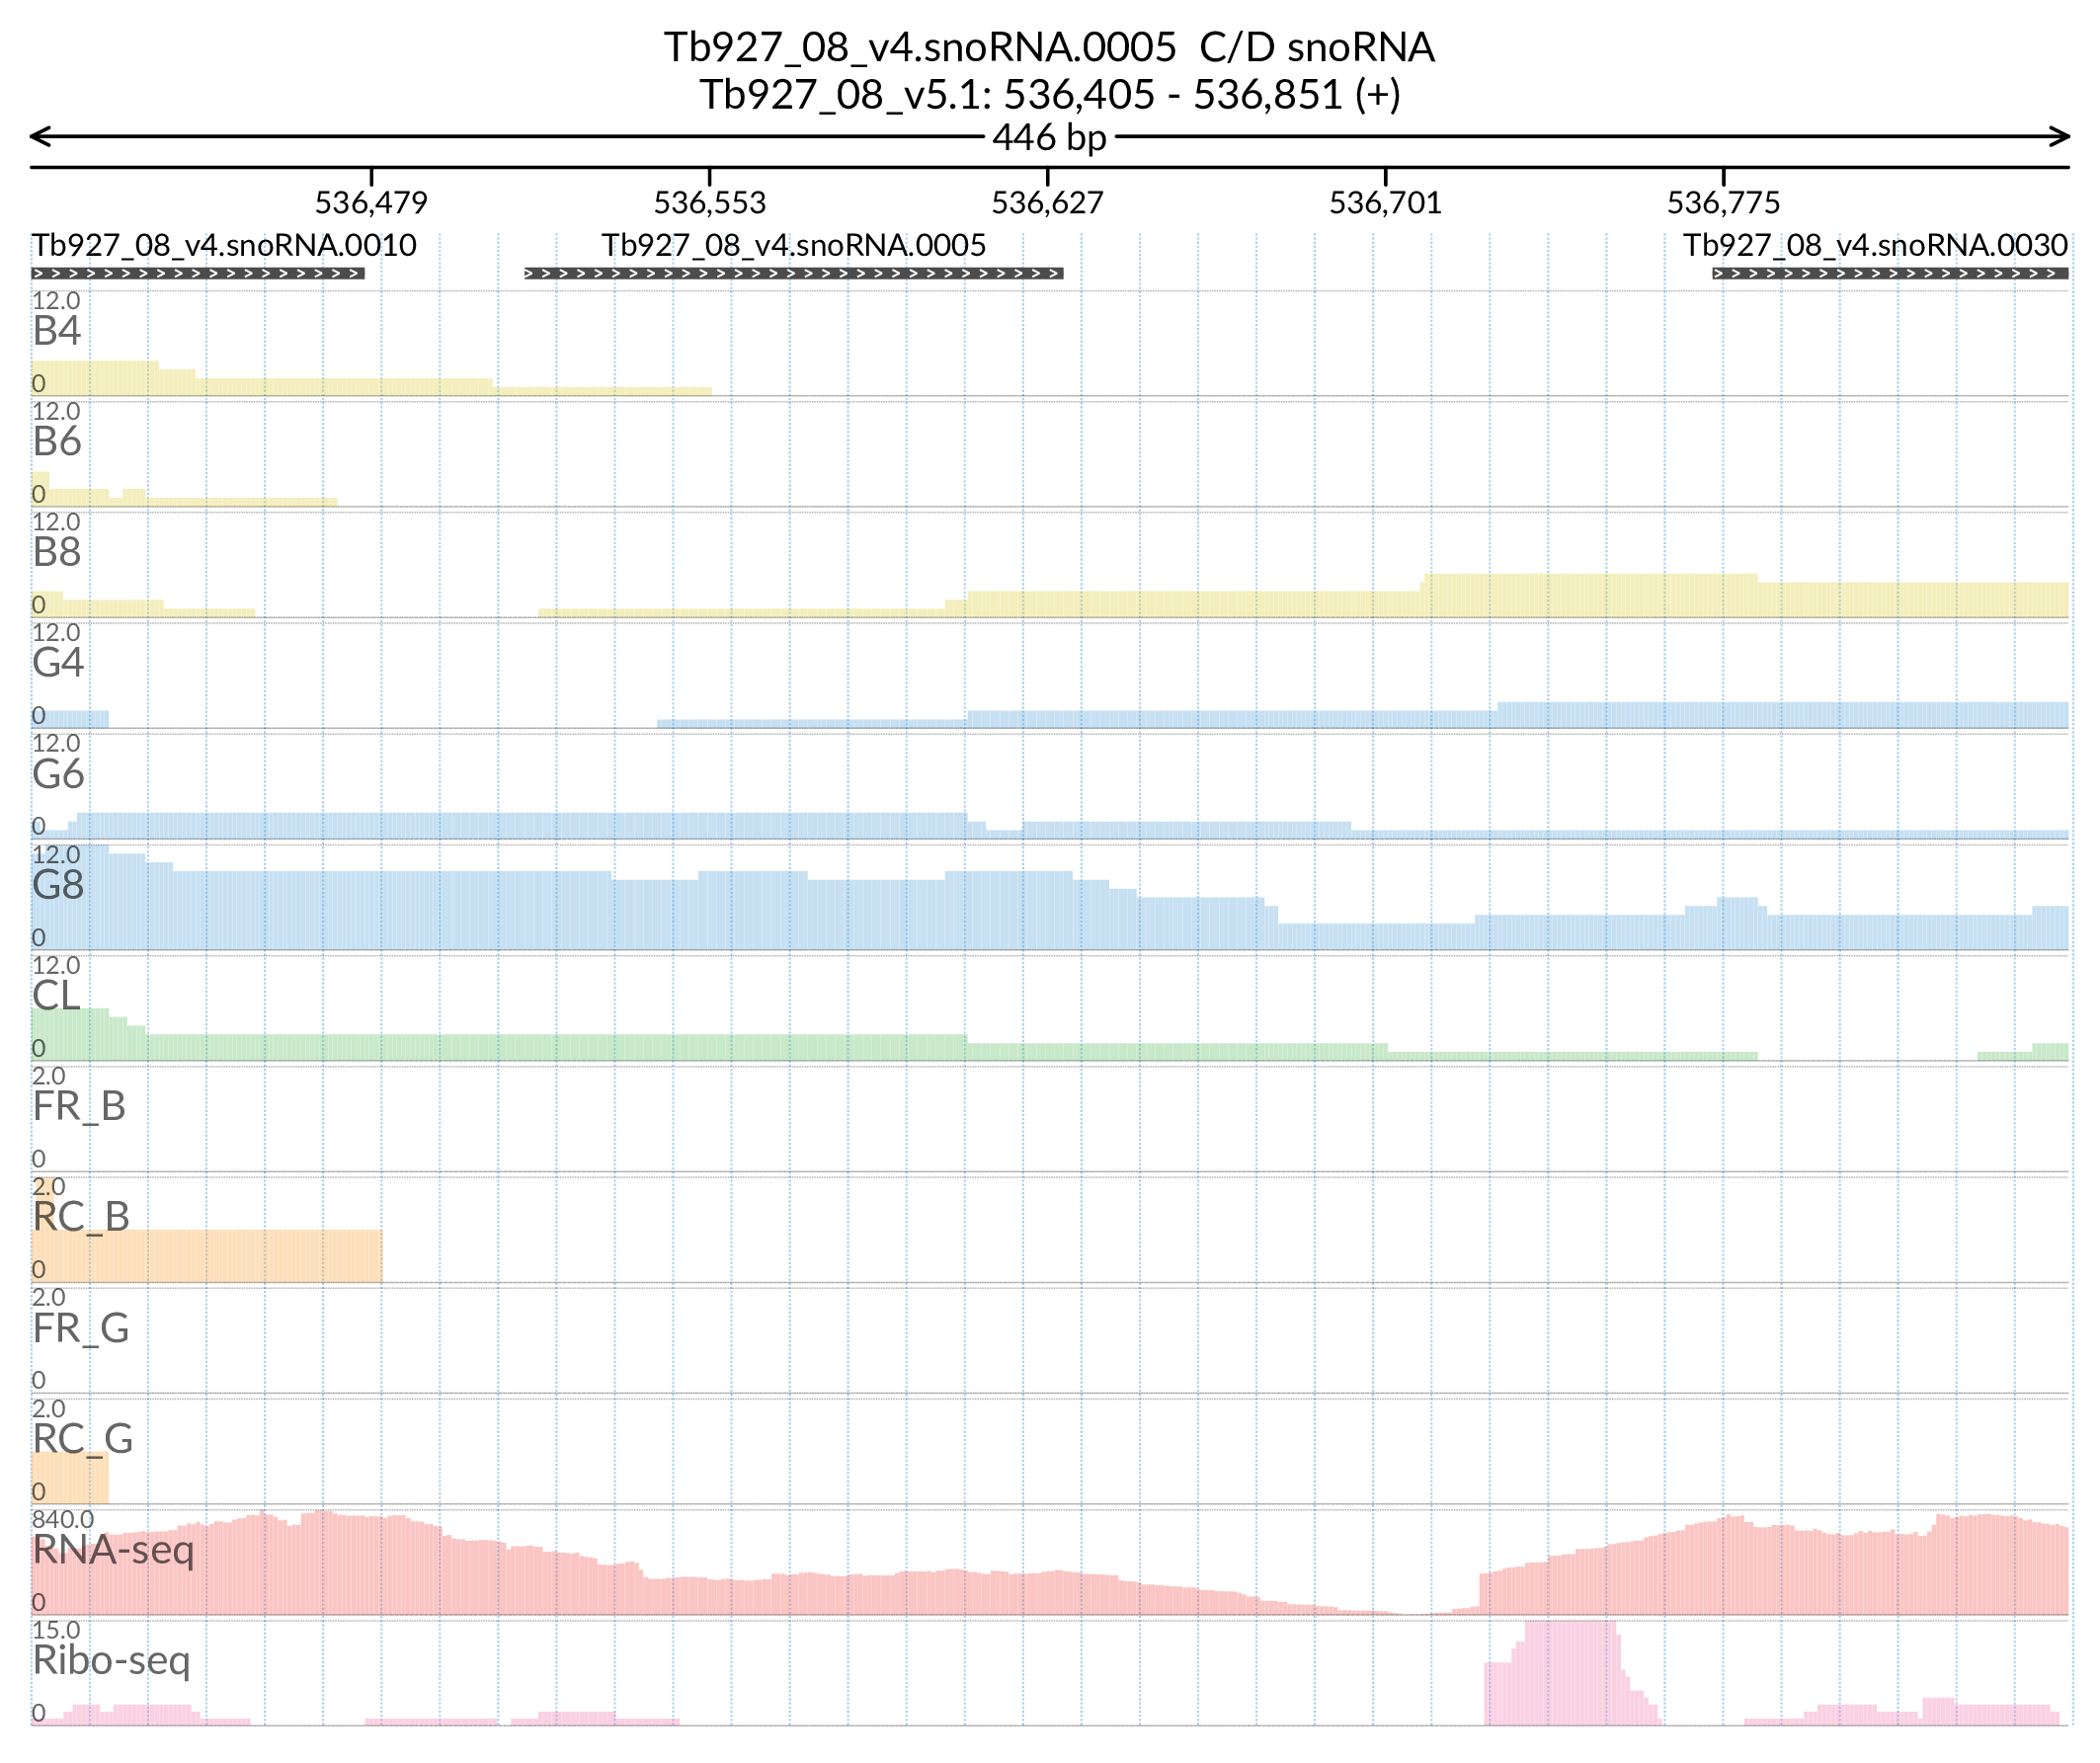 Tb927_08_v4.snoRNA.0005  C/D snoRNA
Tb927_08_v5.1: 536,405 - 536,851 (+)
446 bp
536,479 536,553 536,627 536,701 536,775
Tb927_08_v4.snoRNA.0010 Tb927_08_v4.snoRNA.0005 Tb927_08_v4.snoRNA.0030
12.0
B4
0
12.0
B6
0
12.0
B8
0
12.0
G4
0
12.0
G6
0
12.0
G8
0
12.0
CL
0
2.0
FR_B
0
2.0
RC_B
0
2.0
FR_G
0
2.0
RC_G
0
840.0
RNA-seq
0
15.0
Ribo-seq
0